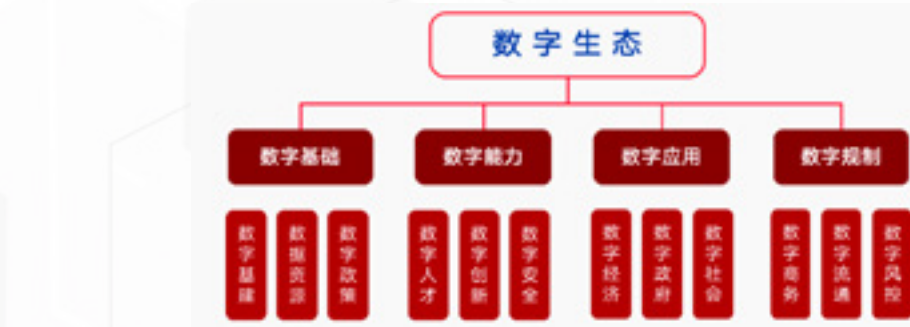 数字生态
数字基础
数字能力
数字应用
数字规制
数字基建
数据资源
数字政策
数字人才
数字创新
数字安全
数字经济
数字政府
数字社会
数字商务
数字流通
数字风控